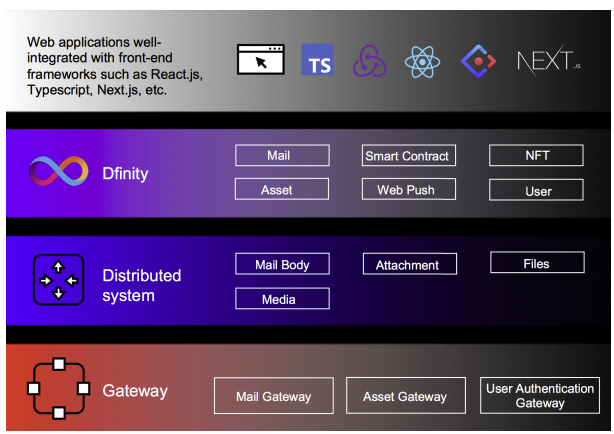 Web applications well-
integrated with front-end
frameworks such as React.js,
Typescript, Next.js, etc.
TS
NEXT.JS
Dfinity
Mail
Smart Contract
NFT
Asset
Web Push
User
Distributed
system
Mail Body
Attachment
Files
Media
Gateway
Mail Gateway
Asset Gateway
User Authentication
Gateway